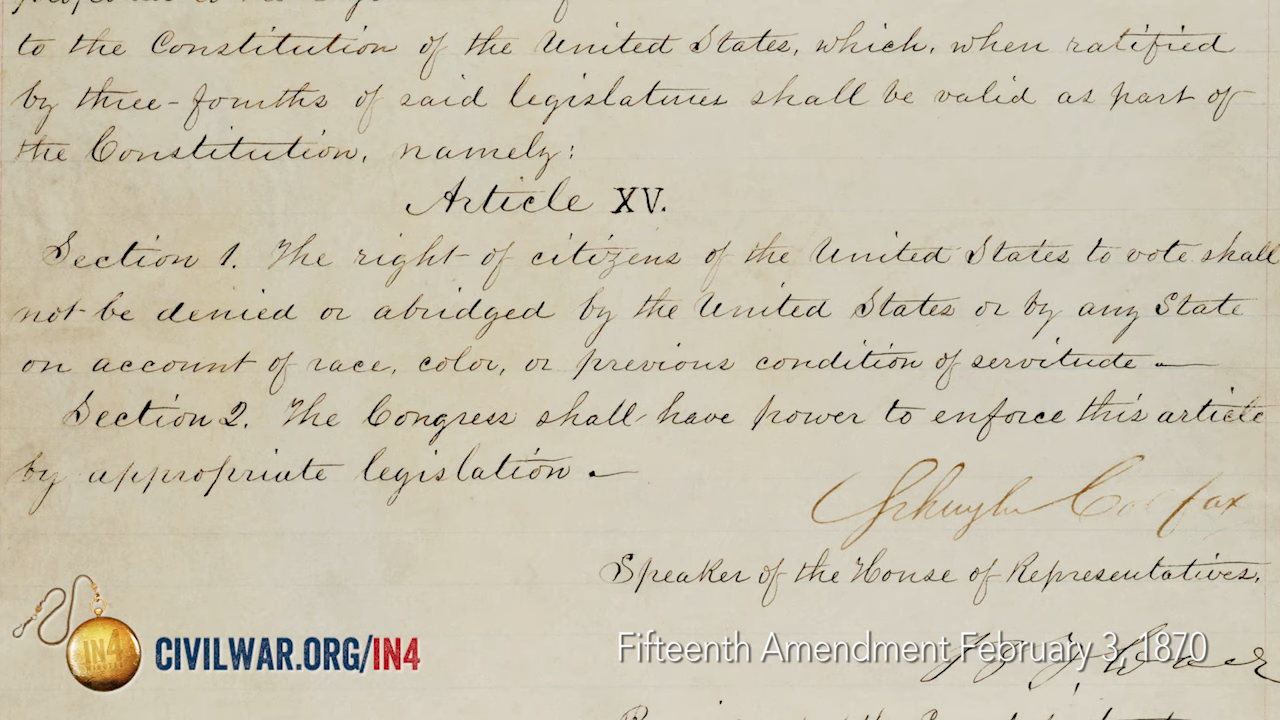 to the Constitution of the United States, which, when ratified
by three-fourths of said legislatures shall be valid as part of
the Constitution, namely:
Article XV.
Section 1. The right of citizens of the United States to vote shall
not be denied or abridged by the United States or by any State
on account of race, color, or previous condition of servitude —
Section 2. The Congress shall have power to enforce this article
by appropriate legislation —
Schuyler Colfax
Speaker of the House of Representatives.
Fifteenth Amendment February 3, 1870
IN4
CIVILWAR.ORG/IN4